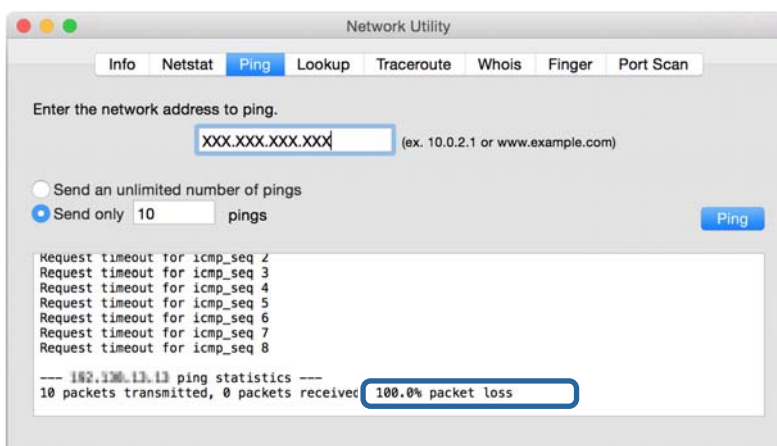 Network Utility
Info Netstat Ping Lookup Traceroute Whois Finger Port Scan
Enter the network address to ping.
XXX.XXX.XXX.XXX (ex. 10.0.2.1 or www.example.com)
Send an unlimited number of pings
Send only 10 pings
Ping
Request timeout for icmp_seq 2
Request timeout for icmp_seq 3
Request timeout for icmp_seq 4
Request timeout for icmp_seq 5
Request timeout for icmp_seq 6
Request timeout for icmp_seq 7
Request timeout for icmp_seq 8
--- ping statistics ---
10 packets transmitted, 0 packets received 100.0% packet loss